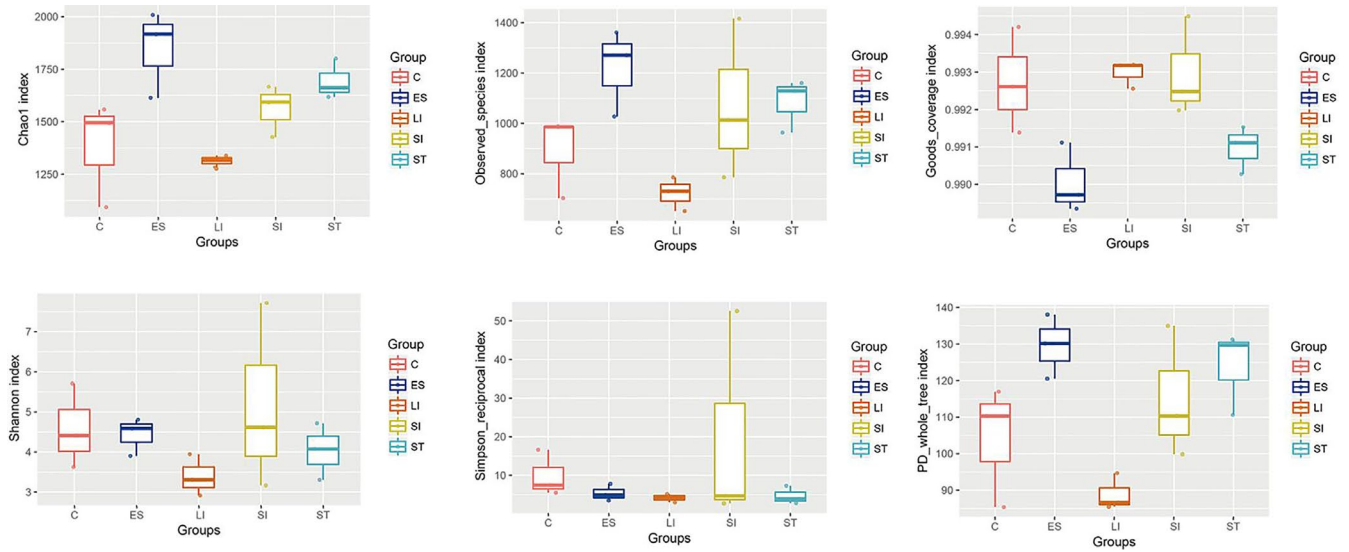 Chao1 index
2000
1750
1500
1250
C ES LI SI ST
Groups
Group
C
ES
LI
SI
ST
Observed_species index
1400
1200
1000
800
C ES LI SI ST
Groups
Group
C
ES
LI
SI
ST
Goods_coverage index
0.994
0.993
0.992
0.991
0.990
C ES LI SI ST
Groups
Group
C
ES
LI
SI
ST
Shannon index
7
6
5
4
3
C ES LI SI ST
Groups
Group
C
ES
LI
SI
ST
Simpson_reciprocal index
50
40
30
20
10
C ES LI SI ST
Groups
Group
C
ES
LI
SI
ST
PD_whole_tree index
140
130
120
110
100
90
C ES LI SI ST
Groups
Group
C
ES
LI
SI
ST